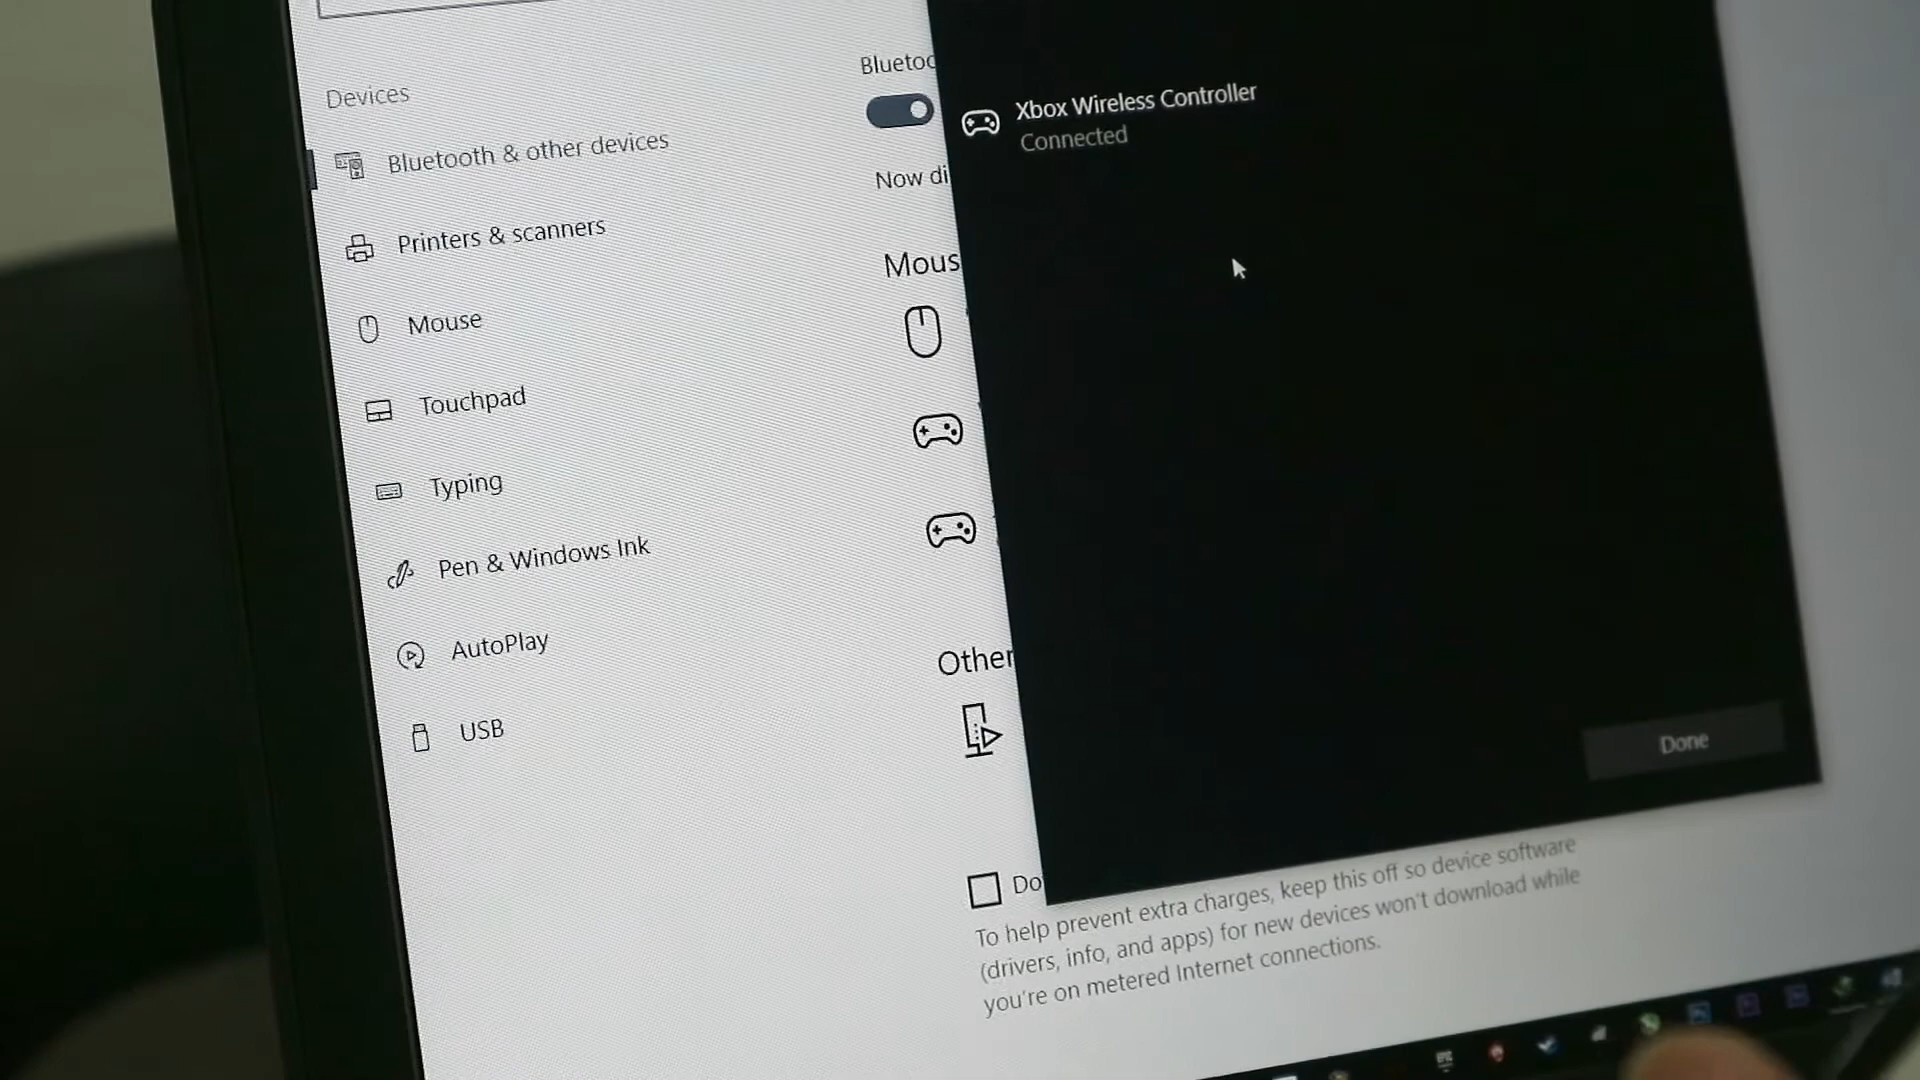 Devices
Bluetooth & other devices
Printers & scanners
Mouse
Touchpad
Typing
Pen & Windows Ink
AutoPlay
USB
Bluetoo
Now di
Mous
Other
Do
To help prevent extra charges, keep this off so device software
(drivers, info, and apps) for new devices won't download while
you're on metered Internet connections.
Xbox Wireless Controller
Connected
Done